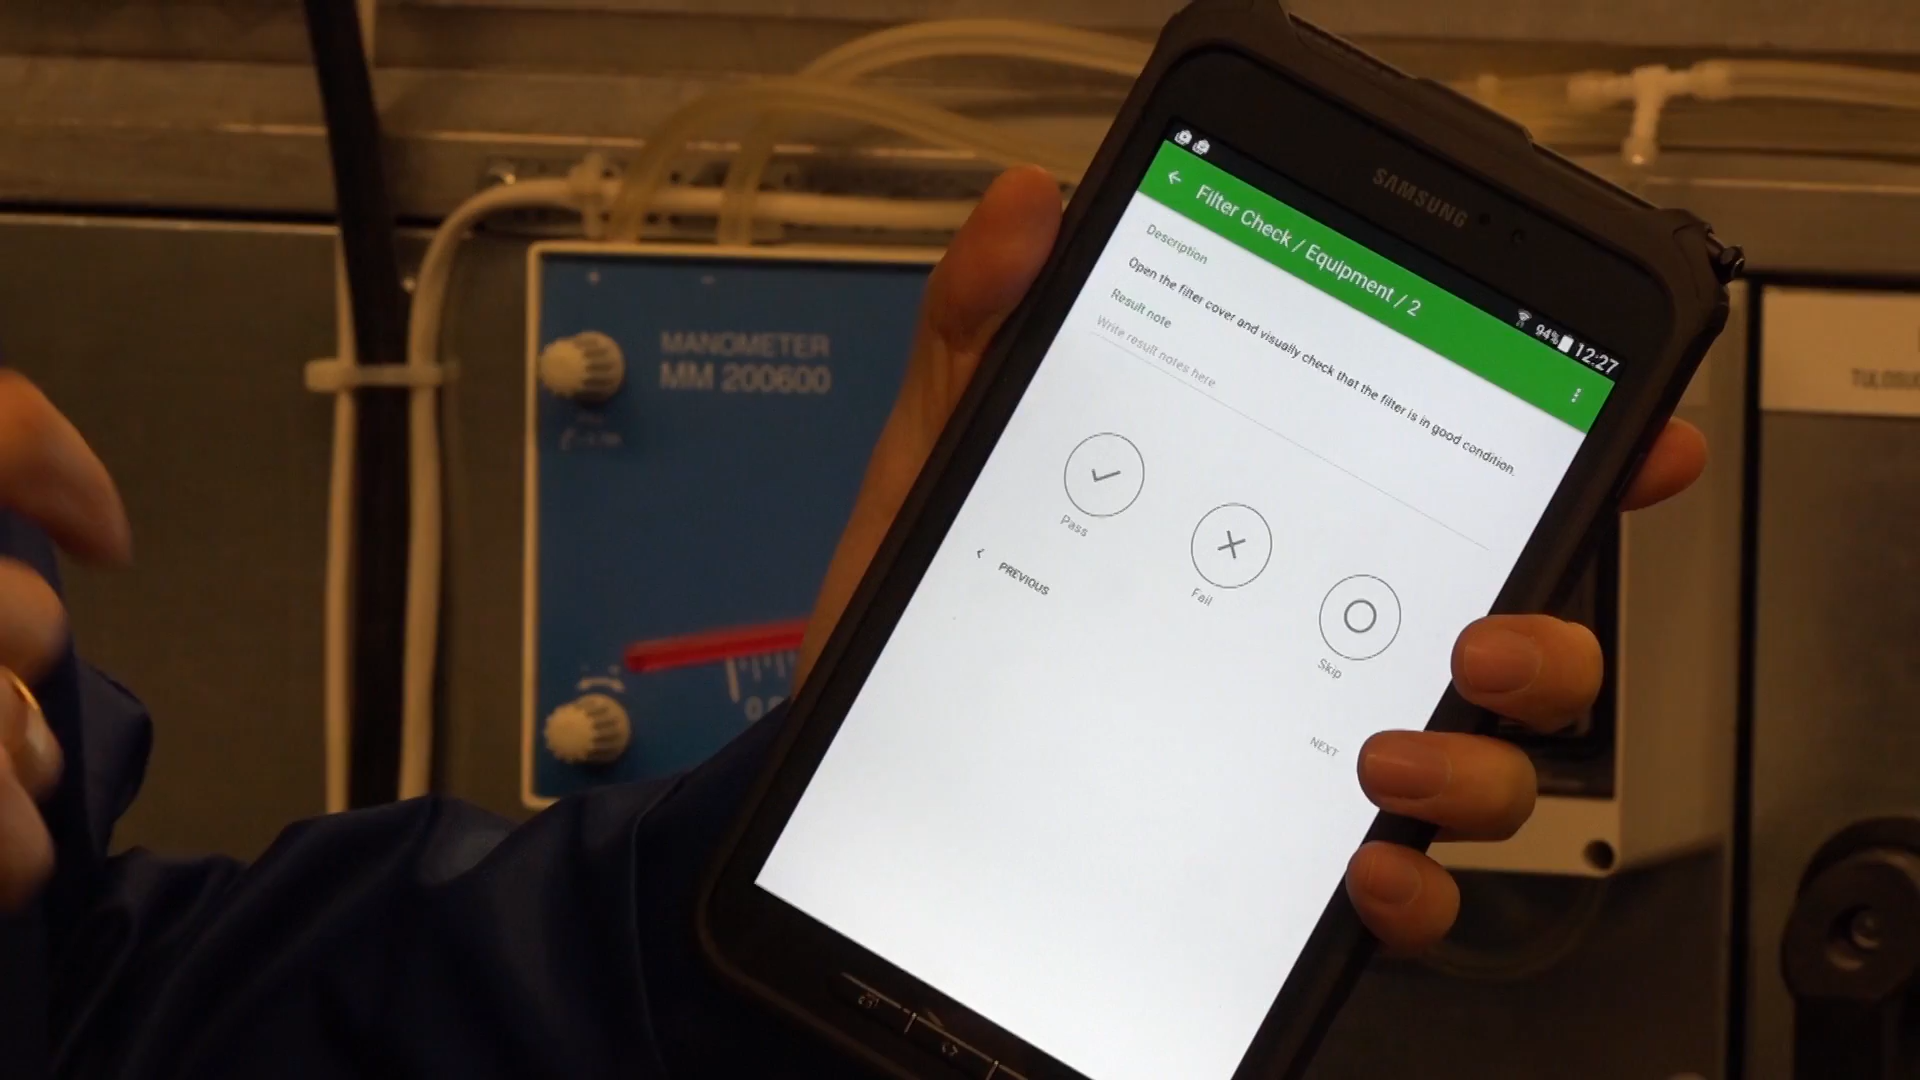 MANOMETER
MM 200600
SAMSUNG
94% 12:27
Filter Check / Equipment / 2
Description
Open the filter cover and visually check that the filter is in good condition.
Result note
Write result notes here
Pass
Fail
Skip
PREVIOUS
NEXT